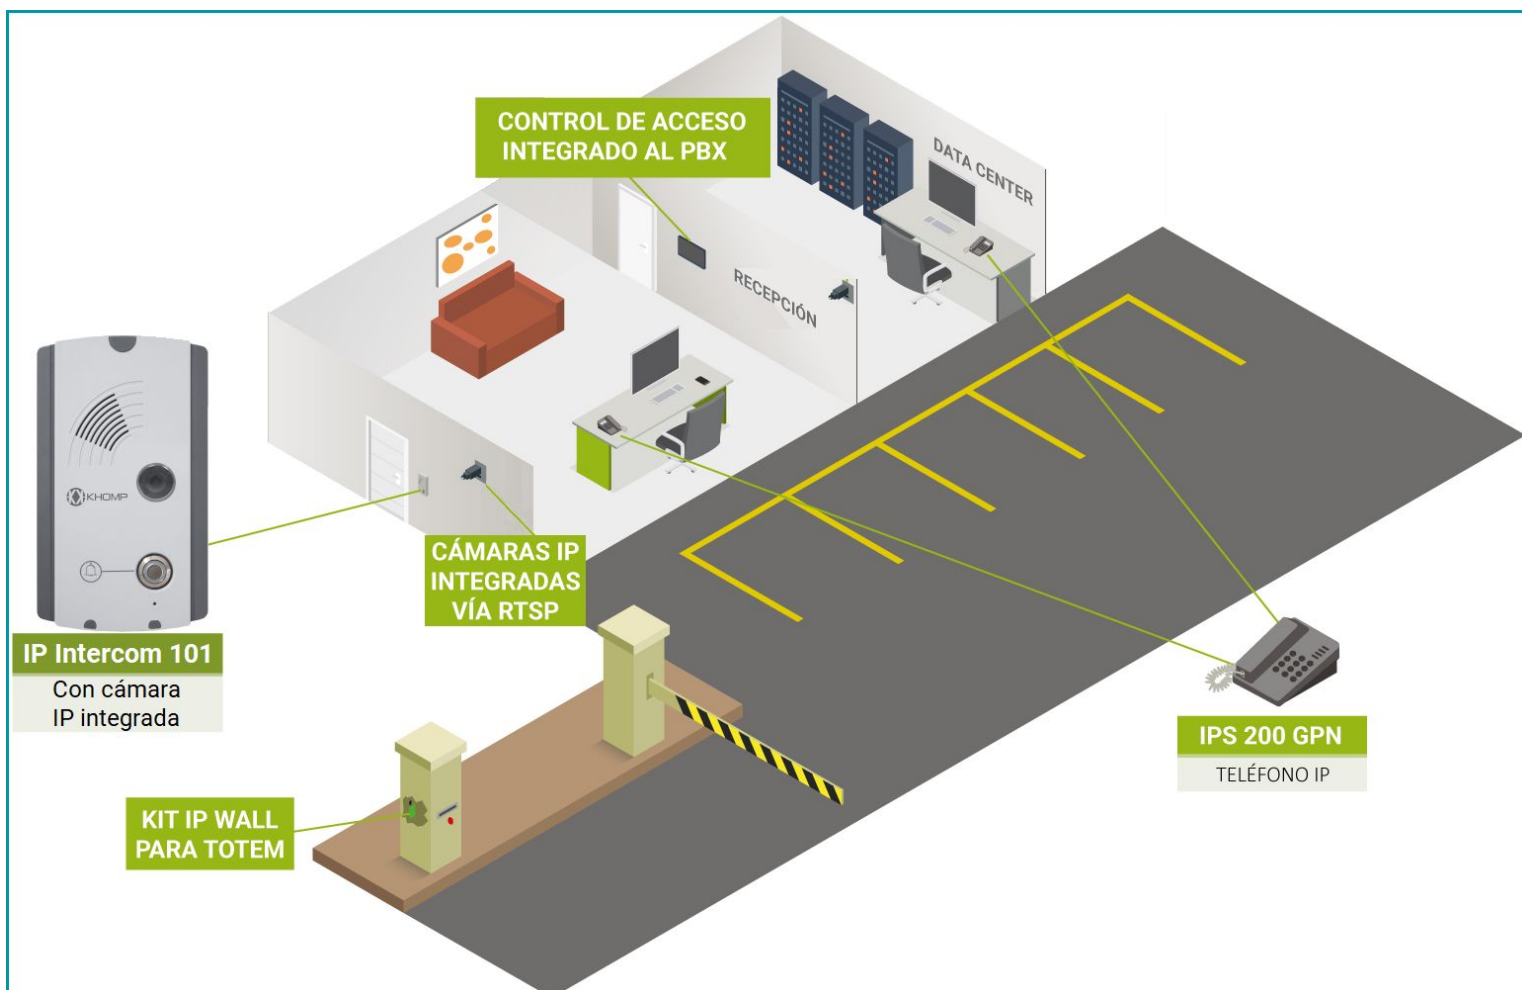 CONTROL DE ACCESO
INTEGRADO AL PBX
DATA CENTER
RECEPCIÓN
KHOMP
CÁMARAS IP
INTEGRADAS
VÍA RTSP
IP Intercom 101
Con cámara
IP integrada
IPS 200 GPN
TELÉFONO IP
KIT IP WALL
PARA TOTEM